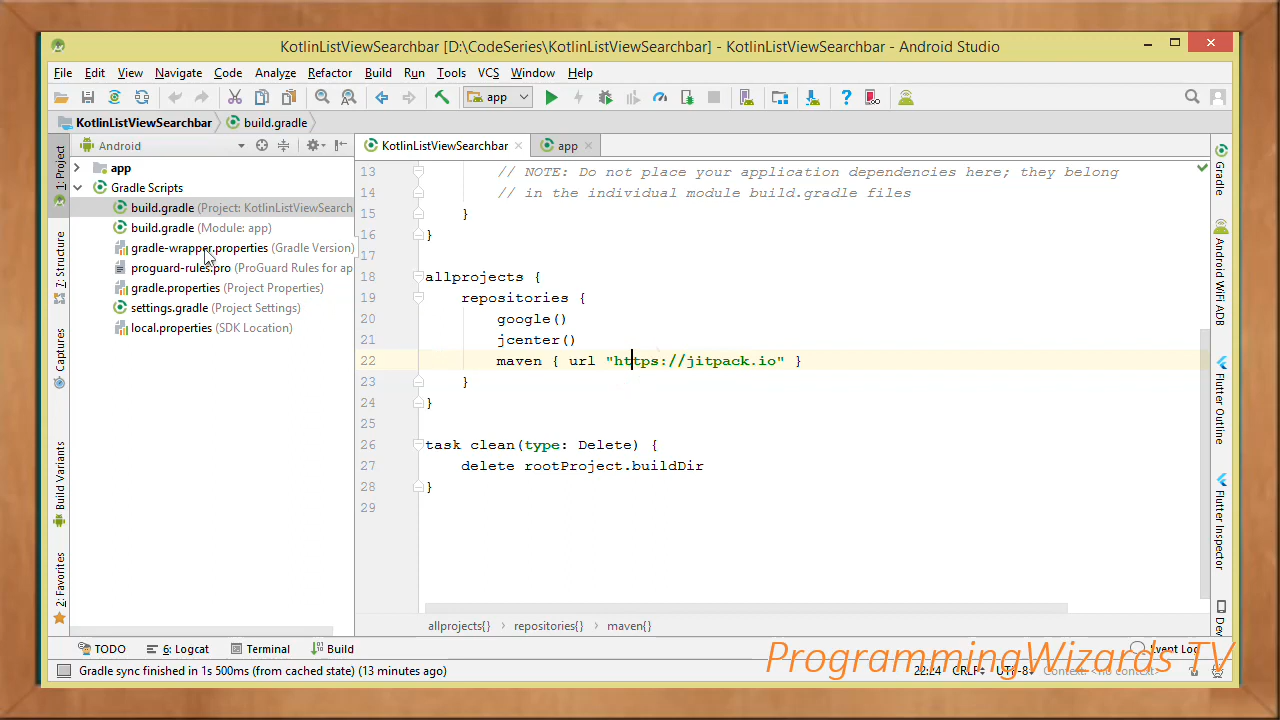 KotlinListViewSearchbar [D:\CodeSeries\KotlinListViewSearchbar] - KotlinListViewSearchbar - Android Studio
File Edit View Navigate Code Analyze Refactor Build Run Tools VCS Window Help
app
KotlinListViewSearchbar build.gradle
1: Project
7: Structure
Captures
Build Variants
2: Favorites
Android
app
Gradle Scripts
build.gradle (Project: KotlinListViewSearch
build.gradle (Module: app)
gradle-wrapper.properties (Gradle Version)
proguard-rules.pro (ProGuard Rules for ap
gradle.properties (Project Properties)
settings.gradle (Project Settings)
local.properties (SDK Location)
KotlinListViewSearchbar app
13 // NOTE: Do not place your application dependencies here; they belong
14 // in the individual module build.gradle files
15 }
16 }
17
18 allprojects {
19 repositories {
20 google()
21 jcenter()
22 maven { url "https://jitpack.io" }
23 }
24 }
25
26 task clean(type: Delete) {
27 delete rootProject.buildDir
28 }
29
allprojects{} repositories{} maven{}
Gradle
Android WiFi ADB
Flutter Outline
Flutter Inspector
Dev
TODO 6: Logcat Terminal Build Event Log
Gradle sync finished in 1s 500ms (from cached state) (13 minutes ago) 22:24 CRLF UTF-8 Context: <no context>
ProgrammingWizards TV